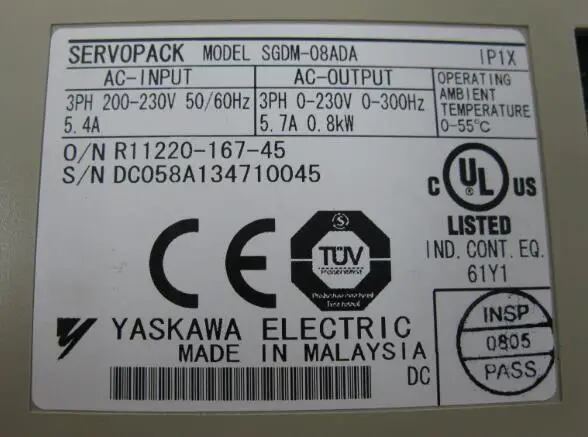 SERVOPACK MODEL SGDM-08ADA IP1X
AC-INPUT
3PH 200-230V 50/60Hz
5.4A
AC-OUTPUT
3PH 0-230V 0-300Hz
5.7A 0.8kW
OPERATING
AMBIENT
TEMPERATURE
0-55°C
O/N R11220-167-45
S/N DC058A134710045
C UL US
LISTED
IND. CONT. EQ.
61Y1
CE
TÜV
YASKAWA ELECTRIC
MADE IN MALAYSIA
DC
INSP
0805
PASS